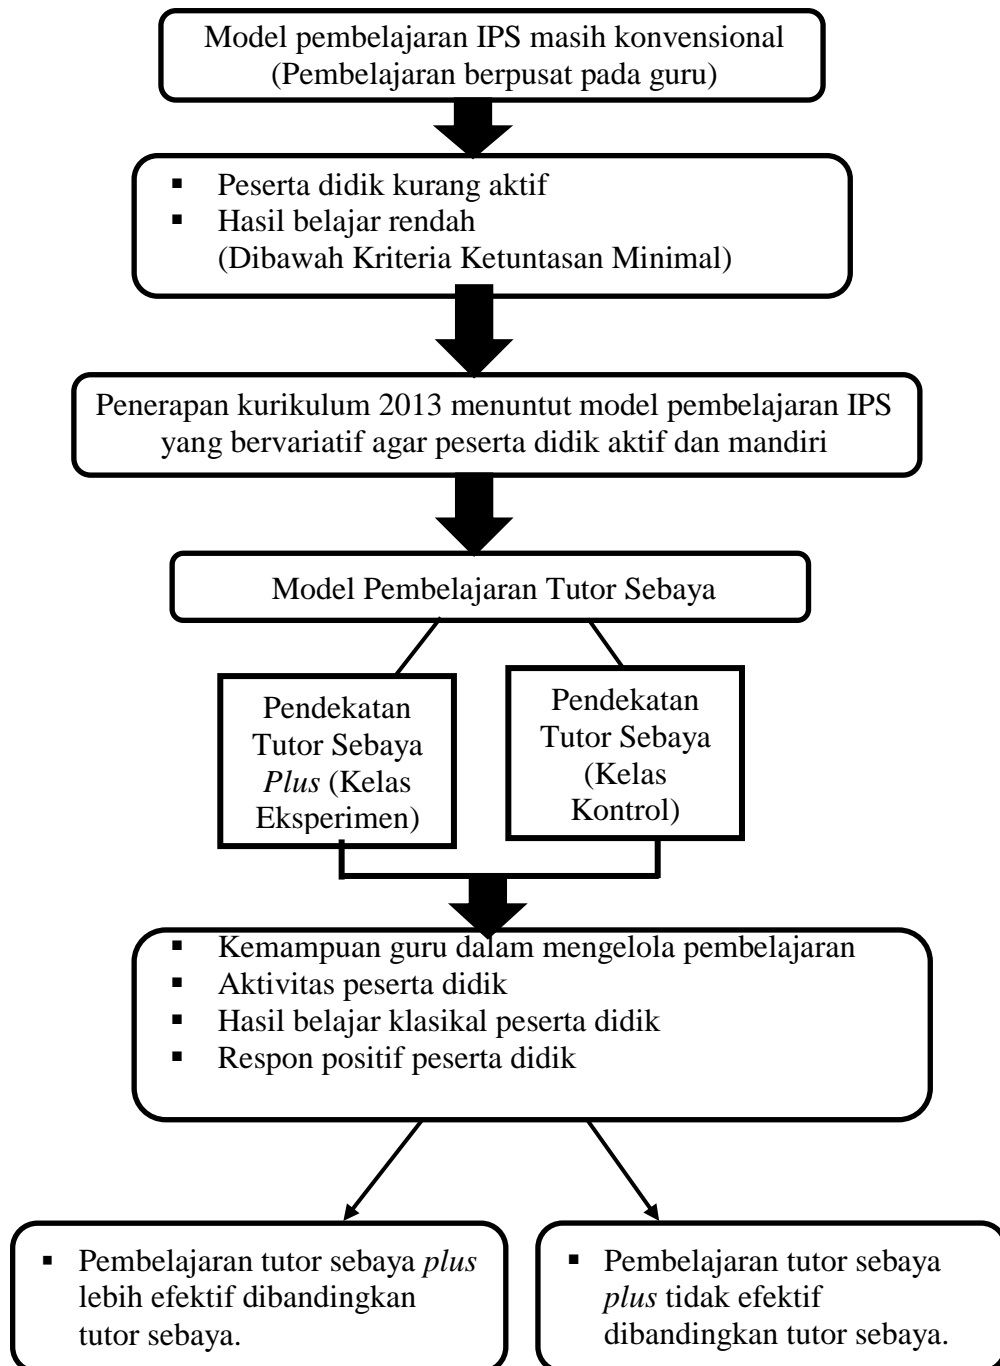 Model pembelajaran IPS masih konvensional
(Pembelajaran berpusat pada guru)
▪ Peserta didik kurang aktif
▪ Hasil belajar rendah
(Dibawah Kriteria Ketuntasan Minimal)
Penerapan kurikulum 2013 menuntut model pembelajaran IPS
yang bervariatif agar peserta didik aktif dan mandiri
Model Pembelajaran Tutor Sebaya
Pendekatan
Tutor Sebaya
Plus (Kelas
Eksperimen)
Pendekatan
Tutor Sebaya
(Kelas
Kontrol)
▪ Kemampuan guru dalam mengelola pembelajaran
▪ Aktivitas peserta didik
▪ Hasil belajar klasikal peserta didik
▪ Respon positif peserta didik
▪ Pembelajaran tutor sebaya plus
lebih efektif dibandingkan
tutor sebaya.
▪ Pembelajaran tutor sebaya
plus tidak efektif
dibandingkan tutor sebaya.